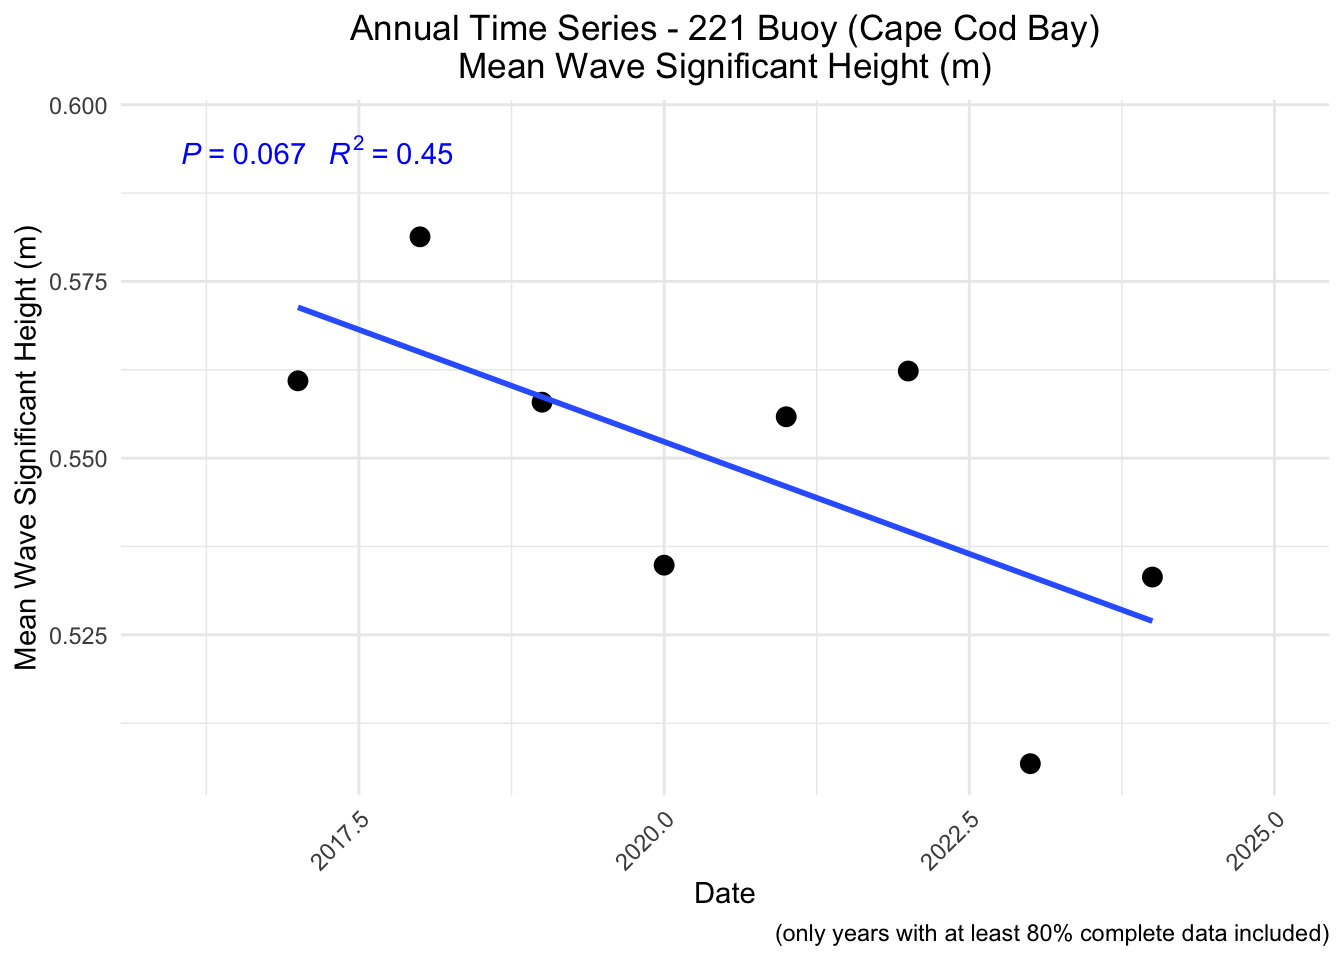 Annual Time Series - 221 Buoy (Cape Cod Bay)
Mean Wave Significant Height (m)
P = 0.067 R² = 0.45
Mean Wave Significant Height (m)
0.600
0.575
0.550
0.525
2017.5
2020.0
2022.5
2025.0
Date
(only years with at least 80% complete data included)